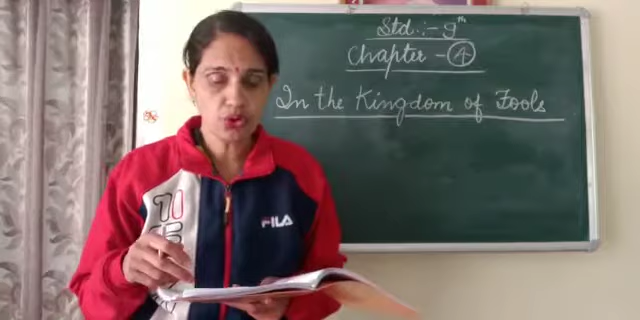 Std :- 9th
Chapter - 4
In the Kingdom of Fools
FILA